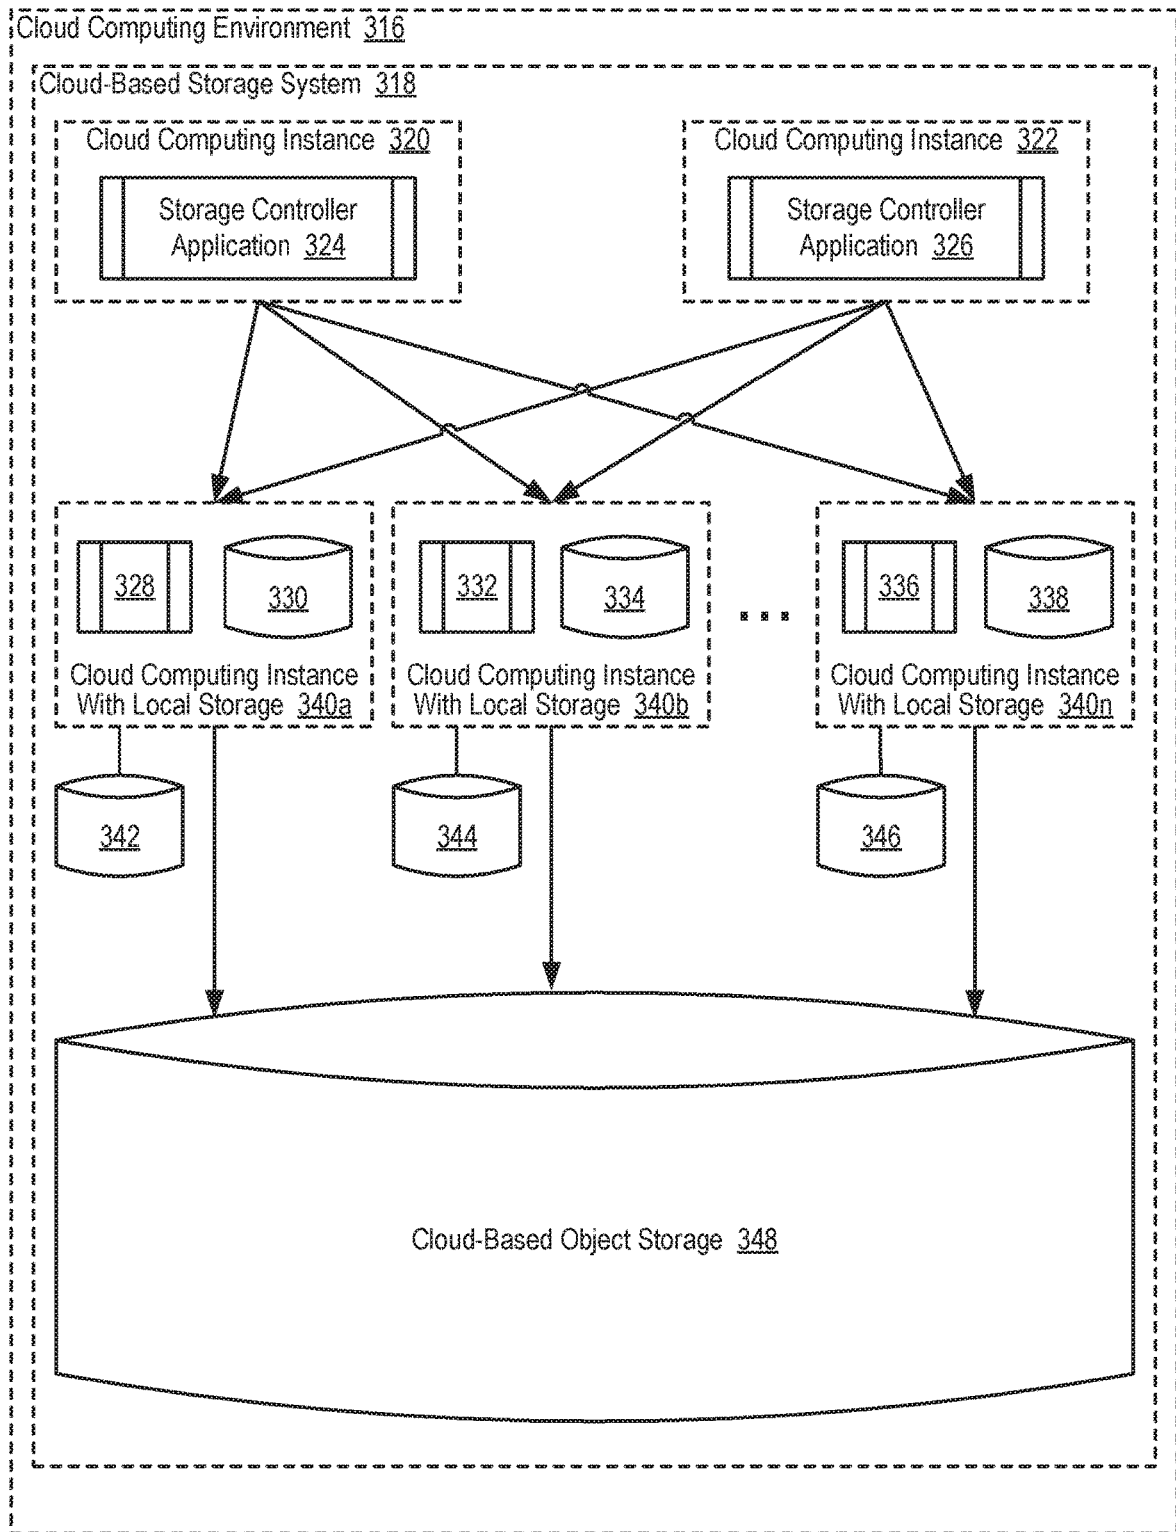 Cloud Computing Environment 316
Cloud-Based Storage System 318
Cloud Computing Instance 320
Storage Controller
Application 324
Cloud Computing Instance 322
Storage Controller
Application 326
328
330
Cloud Computing Instance
With Local Storage 340a
332
334
Cloud Computing Instance
With Local Storage 340b
...
336
338
Cloud Computing Instance
With Local Storage 340n
342
344
346
Cloud-Based Object Storage 348